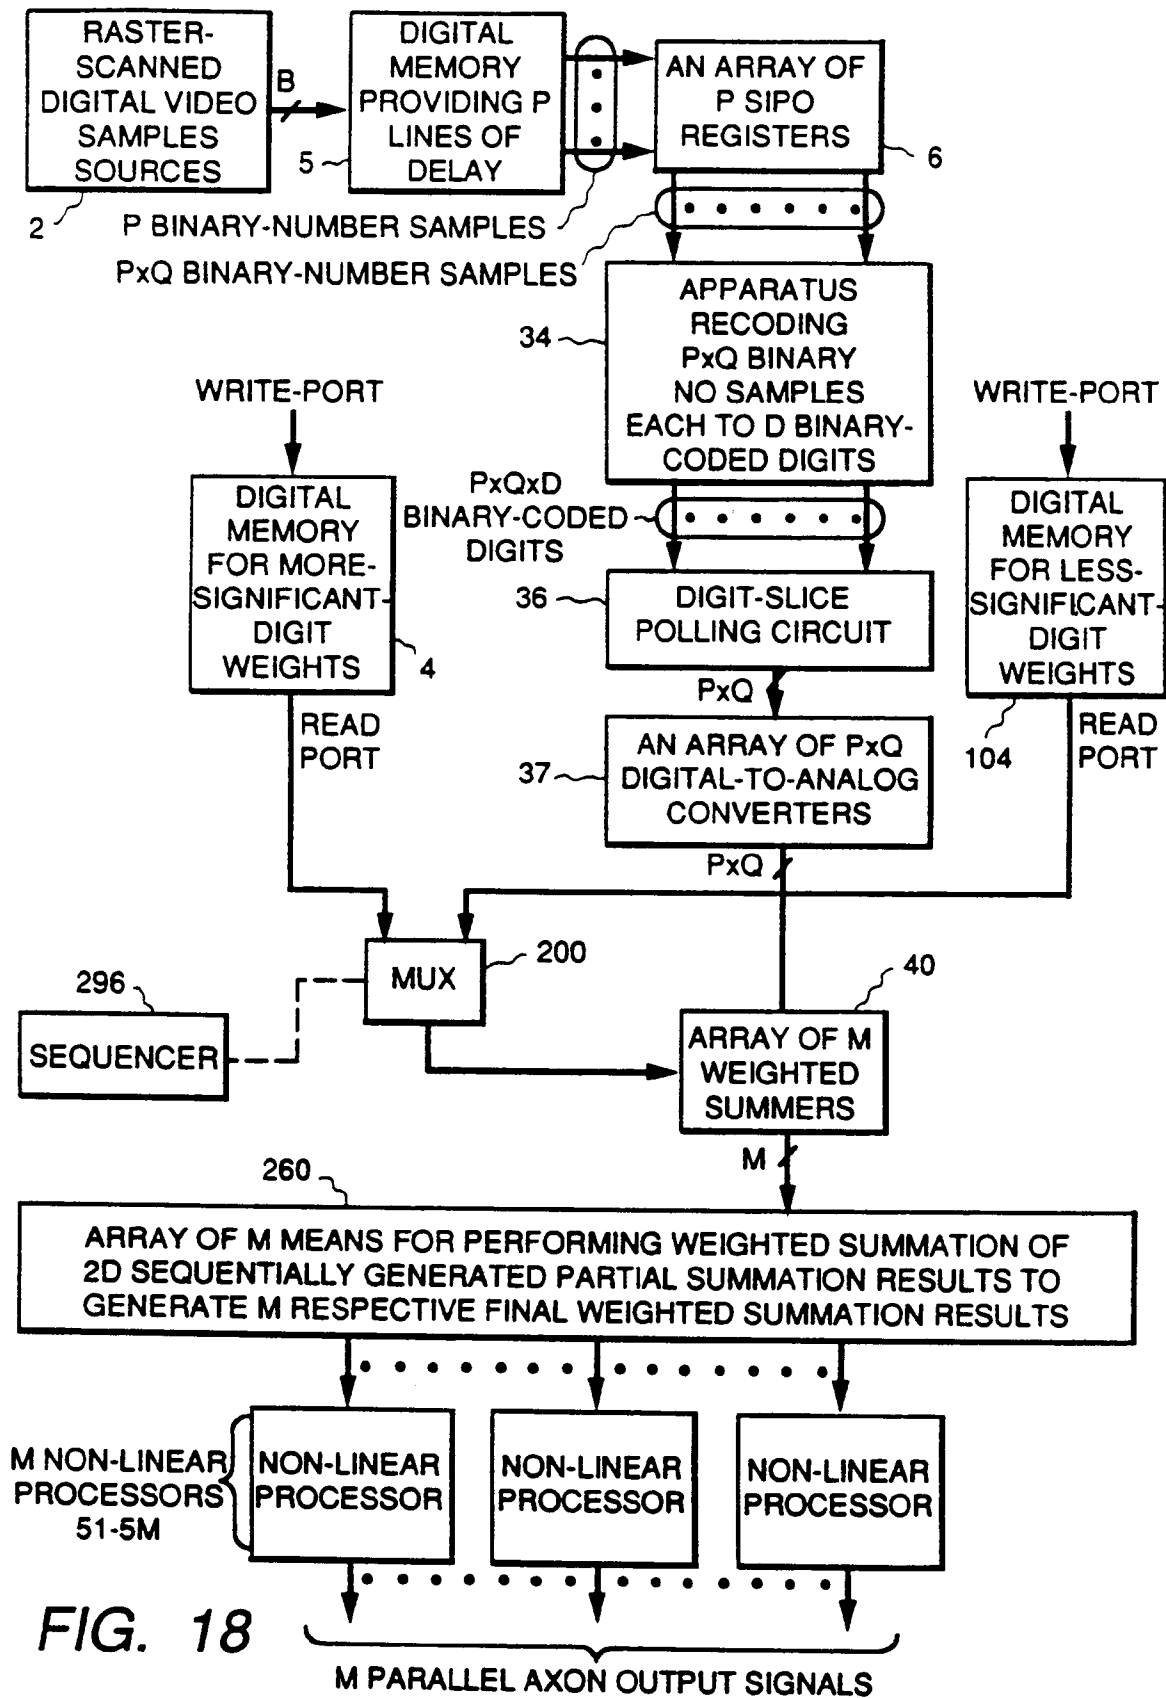 RASTER-
SCANNED
DIGITAL VIDEO
SAMPLES
SOURCES
2
B
DIGITAL
MEMORY
PROVIDING P
LINES OF
DELAY
5
AN ARRAY OF
P SIPO
REGISTERS
6
P BINARY-NUMBER SAMPLES
PxQ BINARY-NUMBER SAMPLES
APPARATUS
RECODING
PxQ BINARY
NO SAMPLES
EACH TO D BINARY-
CODED DIGITS
34
WRITE-PORT
DIGITAL
MEMORY
FOR MORE-
SIGNIFICANT-
DIGIT
WEIGHTS
4
READ
PORT
PxQxD
BINARY-CODED
DIGITS
36
DIGIT-SLICE
POLLING CIRCUIT
PxQ
37
AN ARRAY OF PxQ
DIGITAL-TO-ANALOG
CONVERTERS
PxQ
WRITE-PORT
DIGITAL
MEMORY
FOR LESS-
SIGNIFICANT-
DIGIT
WEIGHTS
104
READ
PORT
MUX
200
296
SEQUENCER
40
ARRAY OF M
WEIGHTED
SUMMERS
M
260
ARRAY OF M MEANS FOR PERFORMING WEIGHTED SUMMATION OF
2D SEQUENTIALLY GENERATED PARTIAL SUMMATION RESULTS TO
GENERATE M RESPECTIVE FINAL WEIGHTED SUMMATION RESULTS
M NON-LINEAR
PROCESSORS
51-5M
NON-LINEAR
PROCESSOR
NON-LINEAR
PROCESSOR
NON-LINEAR
PROCESSOR
FIG. 18
M PARALLEL AXON OUTPUT SIGNALS